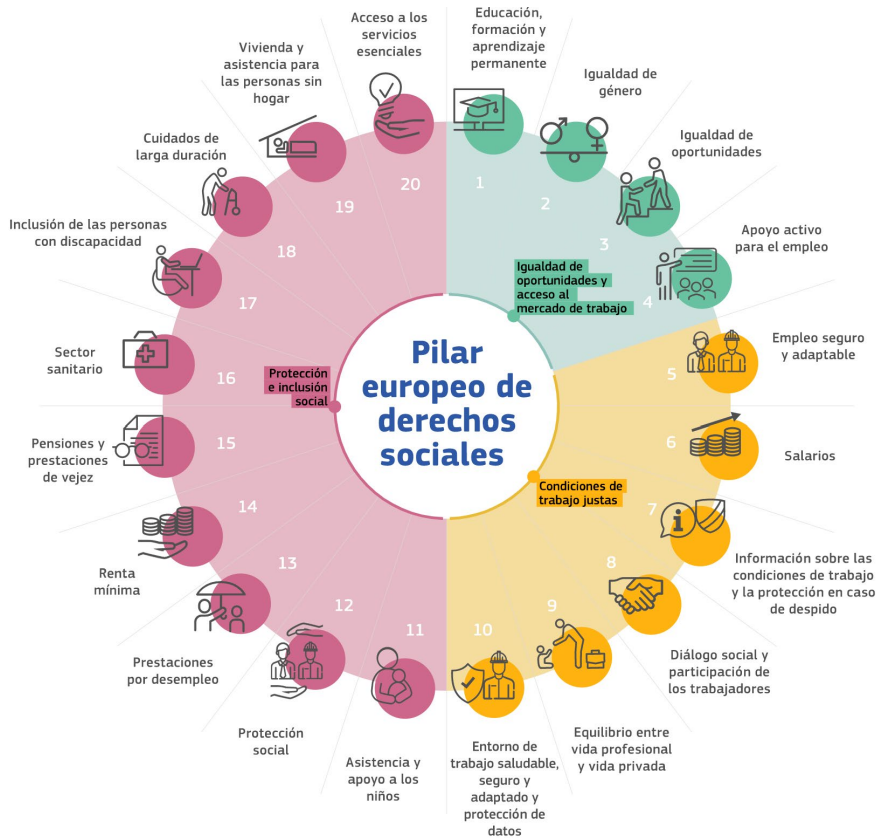 Pilar
europeo de
derechos
sociales
Igualdad de
oportunidades y
acceso al
mercado de trabajo
1
Educación,
formación y
aprendizaje
permanente
2
Igualdad de
género
3
Igualdad de
oportunidades
4
Apoyo activo
para el empleo
Condiciones de
trabajo justas
5
Empleo seguro
y adaptable
6
Salarios
7
Información sobre las
condiciones de trabajo
y la protección en caso
de despido
8
Diálogo social y
participación de
los trabajadores
9
Equilibrio entre
vida profesional
y vida privada
10
Entorno de
trabajo saludable,
seguro y
adaptado y
protección de
datos
Protección
e inclusión
social
11
Asistencia y
apoyo a los
niños
12
Protección
social
13
Prestaciones
por desempleo
14
Renta
mínima
15
Pensiones y
prestaciones
de vejez
16
Sector
sanitario
17
Inclusión de las personas
con discapacidad
18
Cuidados de
larga duración
19
Vivienda y
asistencia para
las personas sin
hogar
20
Acceso a los
servicios
esenciales